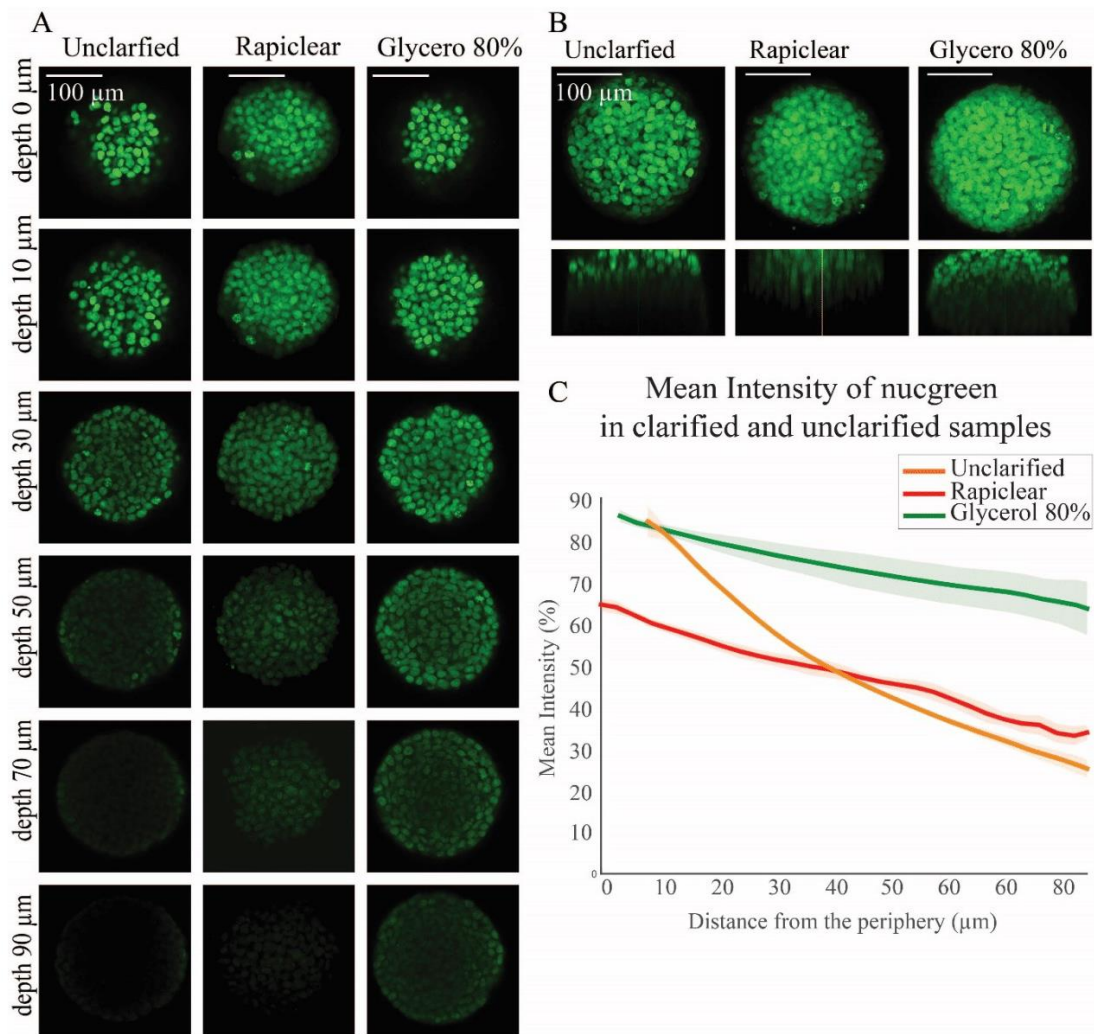 A
Unclarfied
Rapiclear
Glycero 80%
100 µm
depth 0 µm
depth 10 µm
depth 30 µm
depth 50 µm
depth 70 µm
depth 90 µm
B
Unclarfied
Rapiclear
Glycero 80%
100 µm
C
Mean Intensity of nucgreen
in clarified and unclarified samples
Unclarified
Rapiclear
Glycerol 80%
Mean Intensity (%)
90
80
70
60
50
40
30
20
10
0
0 10 20 30 40 50 60 60 80
Distance from the periphery (µm)